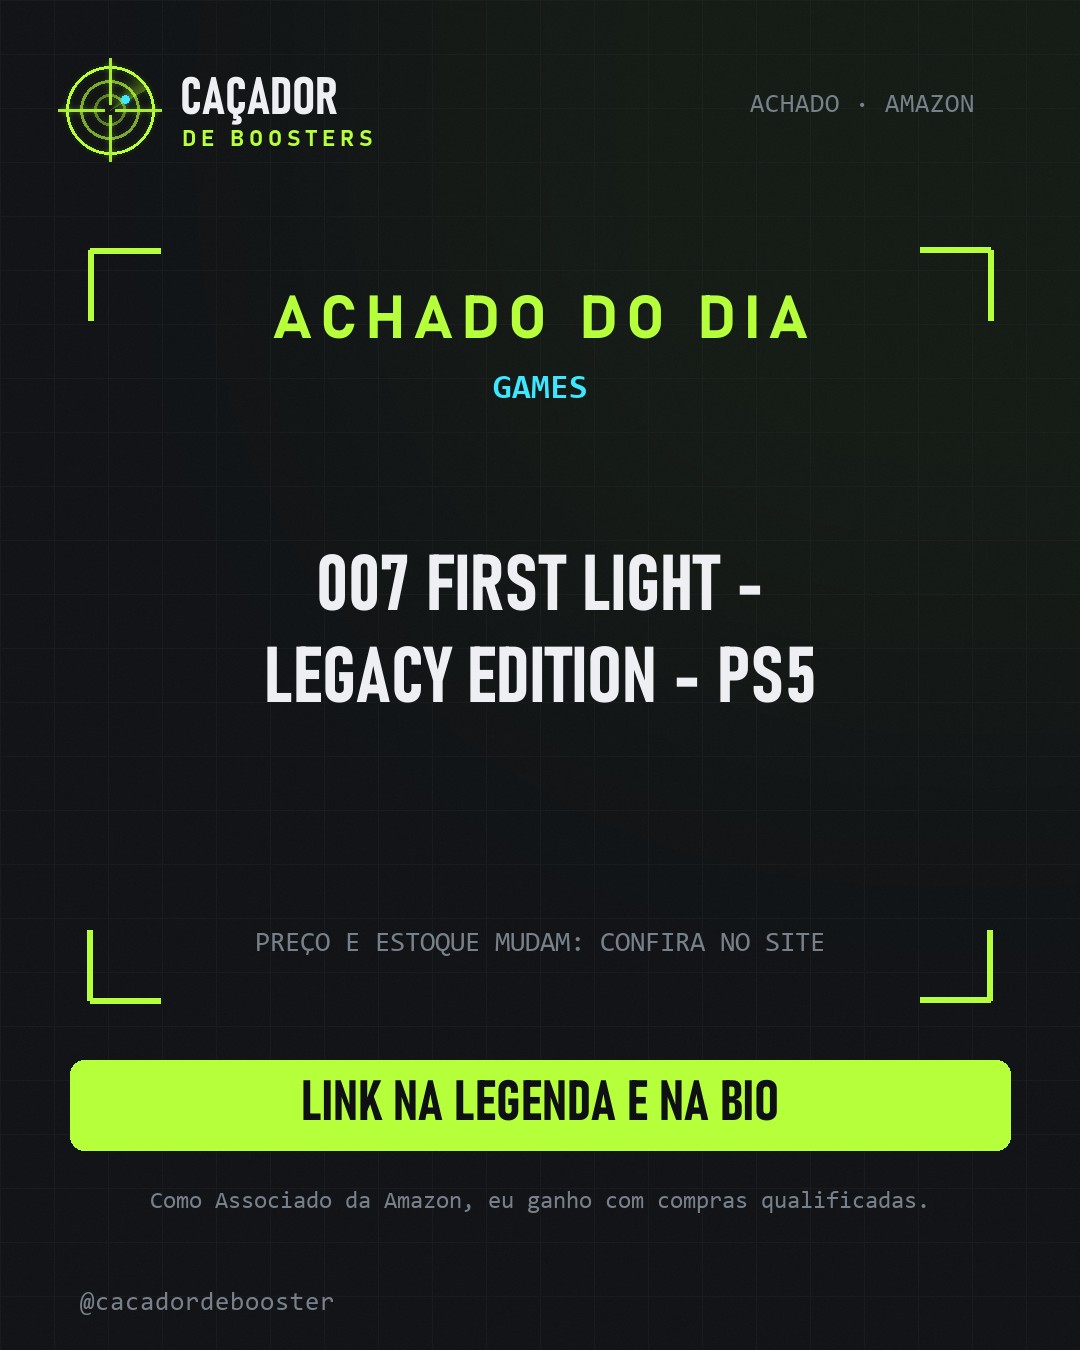 CAÇADOR
DE BOOSTERS
ACHADO · AMAZON
ACHADO DO DIA
GAMES
007 FIRST LIGHT -
LEGACY EDITION - PS5
PREÇO E ESTOQUE MUDAM: CONFIRA NO SITE
LINK NA LEGENDA E NA BIO
Como Associado da Amazon, eu ganho com compras qualificadas.
@cacadordebooster